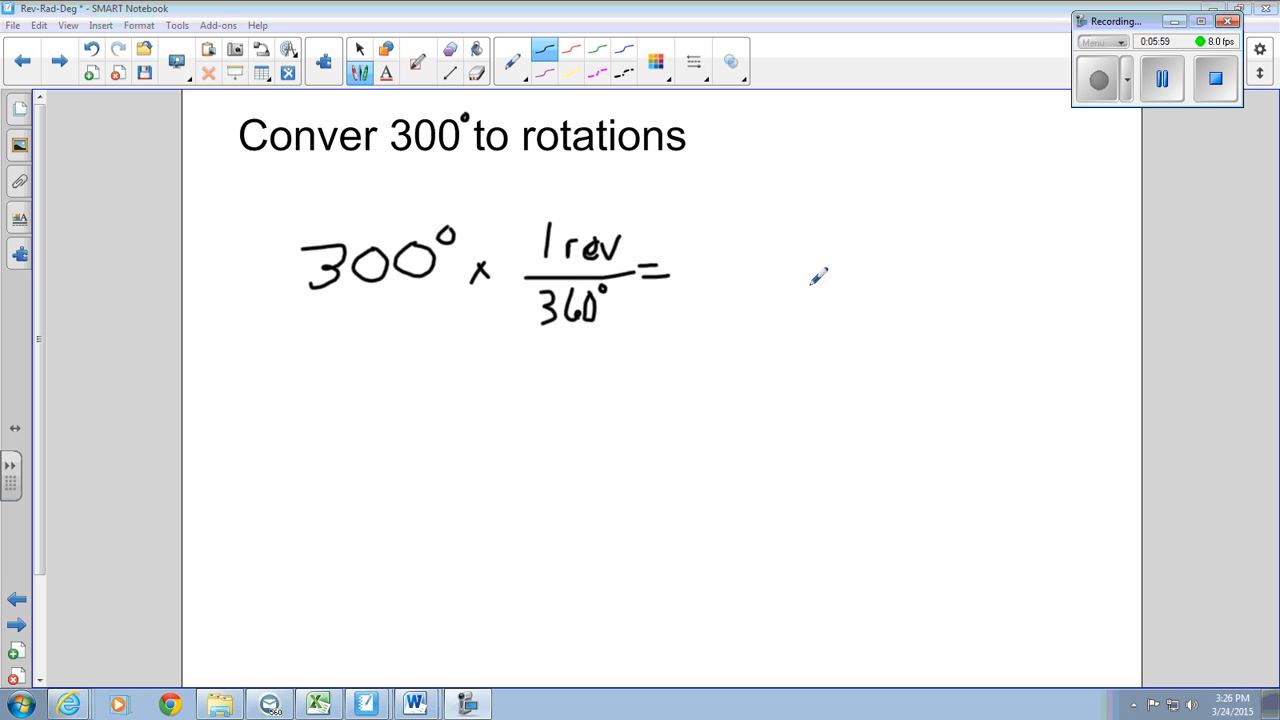 Rev-Rad-Deg * - SMART Notebook
File Edit View Insert Format Tools Add-ons Help
Recording...
Menu 0:05:59 8.0 fps
Conver 300° to rotations
300° x 1 rev =
360°
360
3:26 PM
3/24/2015